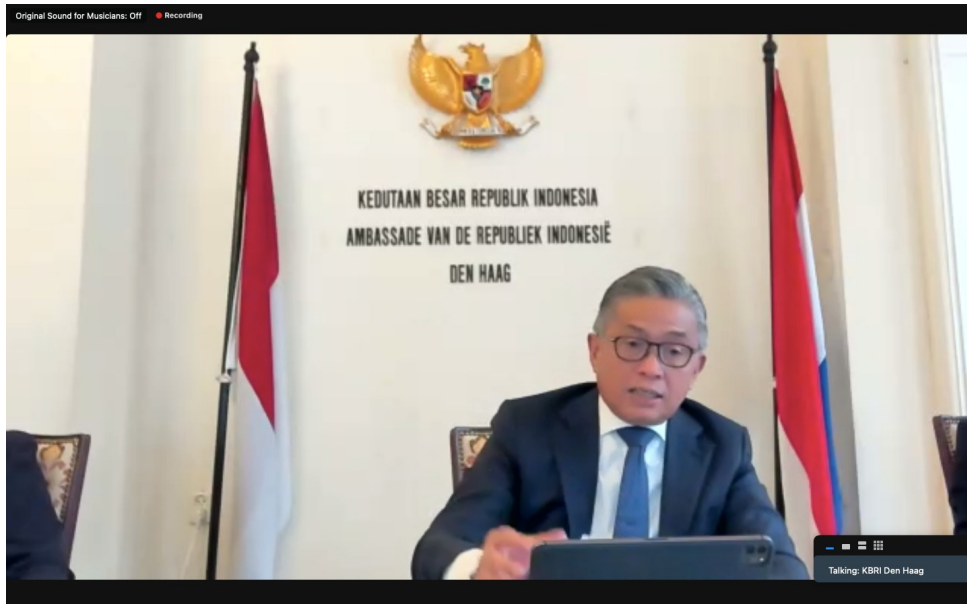 Original Sound for Musicians: Off
Recording
KEDUTAAN BESAR REPUBLIK INDONESIA
AMBASSADE VAN DE REPUBLIEK INDONESIË
DEN HAAG
Talking: KBRI Den Haag